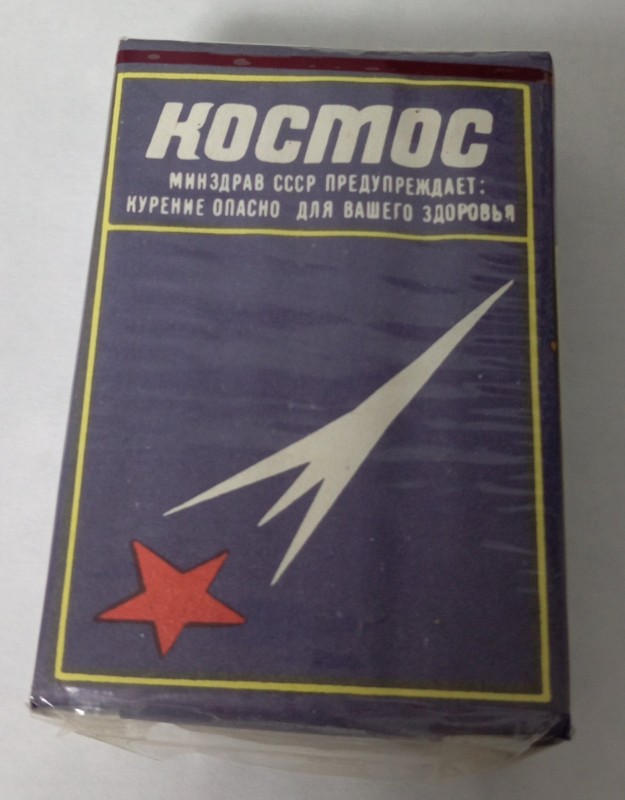 КОСМОС
МИНЗДРАВ СССР ПРЕДУПРЕЖДАЕТ:
КУРЕНИЕ ОПАСНО ДЛЯ ВАШЕГО ЗДОРОВЬЯ